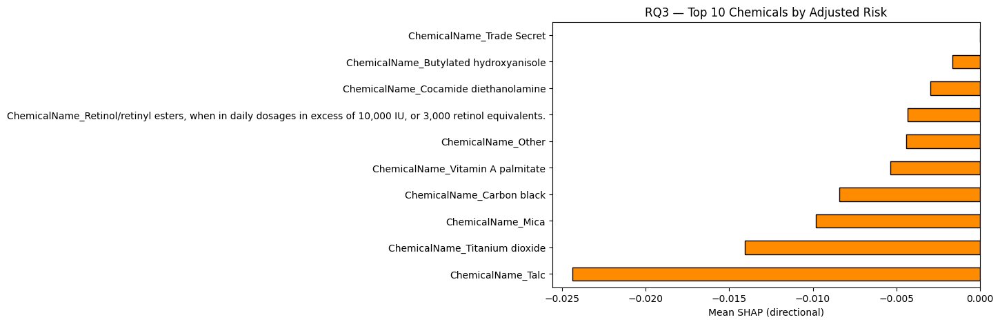 RQ3 — Top 10 Chemicals by Adjusted Risk
ChemicalName_Trade Secret
ChemicalName_Butylated hydroxyanisole
ChemicalName_Cocamide diethanolamine
ChemicalName_Retinol/retinyl esters, when in daily dosages in excess of 10,000 IU, or 3,000 retinol equivalents.
ChemicalName_Other
ChemicalName_Vitamin A palmitate
ChemicalName_Carbon black
ChemicalName_Mica
ChemicalName_Titanium dioxide
ChemicalName_Talc
−0.025 −0.020 −0.015 −0.010 −0.005 0.000
Mean SHAP (directional)